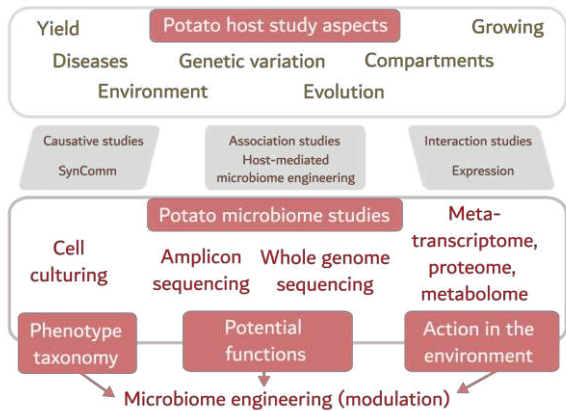 Potato host study aspects
Yield
Growing
Diseases
Genetic variation
Compartments
Environment
Evolution
Causative studies
SynComm
Association studies
Host-mediated
microbiome engineering
Interaction studies
Expression
Potato microbiome studies
Cell
culturing
Amplicon
sequencing
Whole genome
sequencing
Meta-
transcriptome,
proteome,
metabolome
Phenotype
taxonomy
Potential
functions
Action in the
environment
Microbiome engineering (modulation)